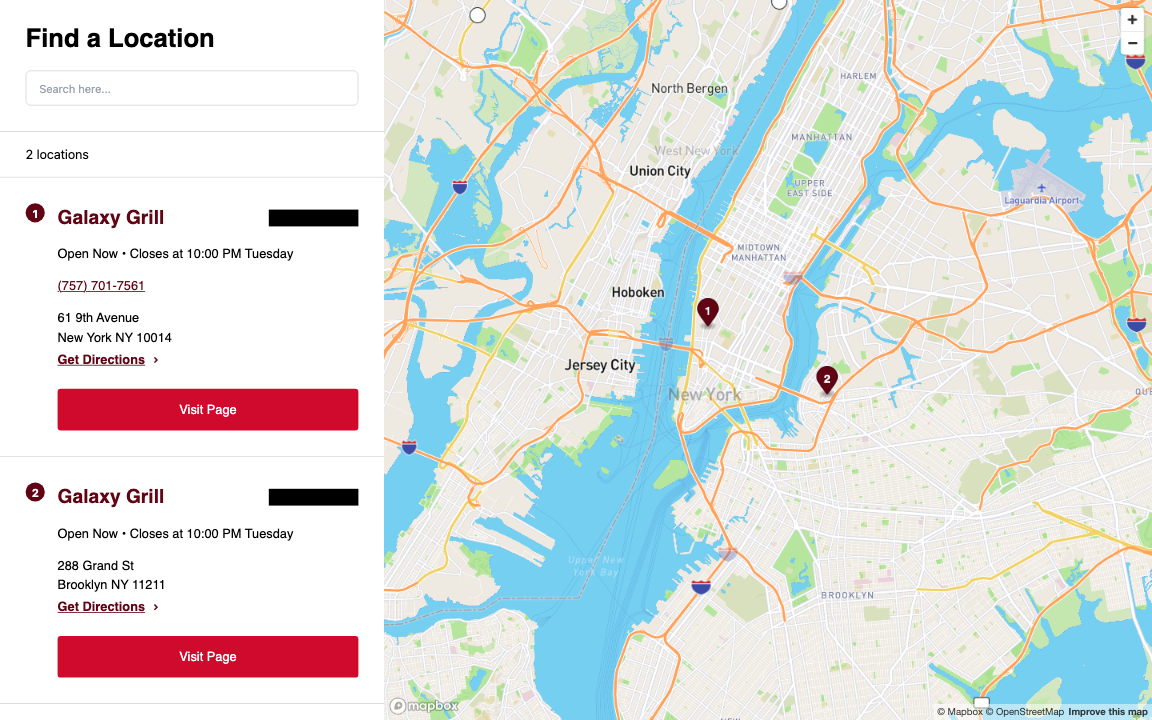 Find a Location
Search here...
2 locations
1
Galaxy Grill
Open Now • Closes at 10:00 PM Tuesday
(757) 701-7561
61 9th Avenue
New York NY 10014
Get Directions
Visit Page
2
Galaxy Grill
Open Now • Closes at 10:00 PM Tuesday
288 Grand St
Brooklyn NY 11211
Get Directions
Visit Page
+
−
HARLEM
North Bergen
MANHATTAN
West New York
Union City
UPPER
EAST SIDE
Laguardia Airport
MIDTOWN
MANHATTAN
Hoboken
1
Jersey City
2
New York
QUE
Upper New
York Bay
BROOKLYN
mapbox
© Mapbox © OpenStreetMap Improve this map